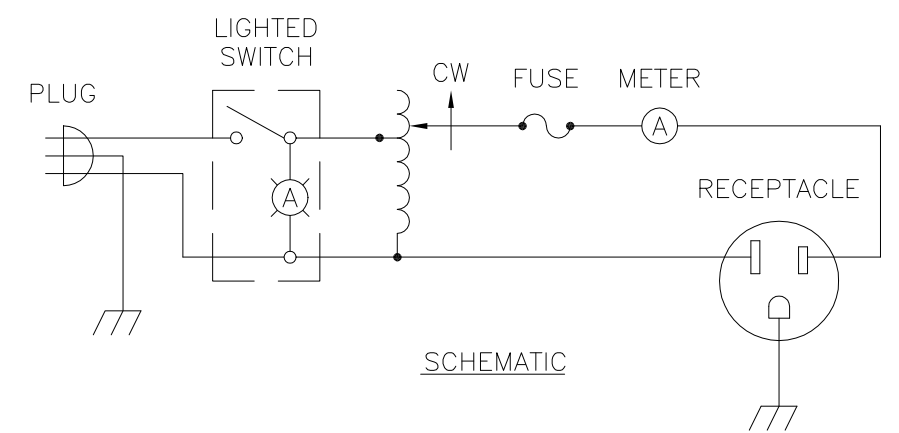 LIGHTED
SWITCH
PLUG
CW
FUSE
METER
A
RECEPTACLE
A
SCHEMATIC